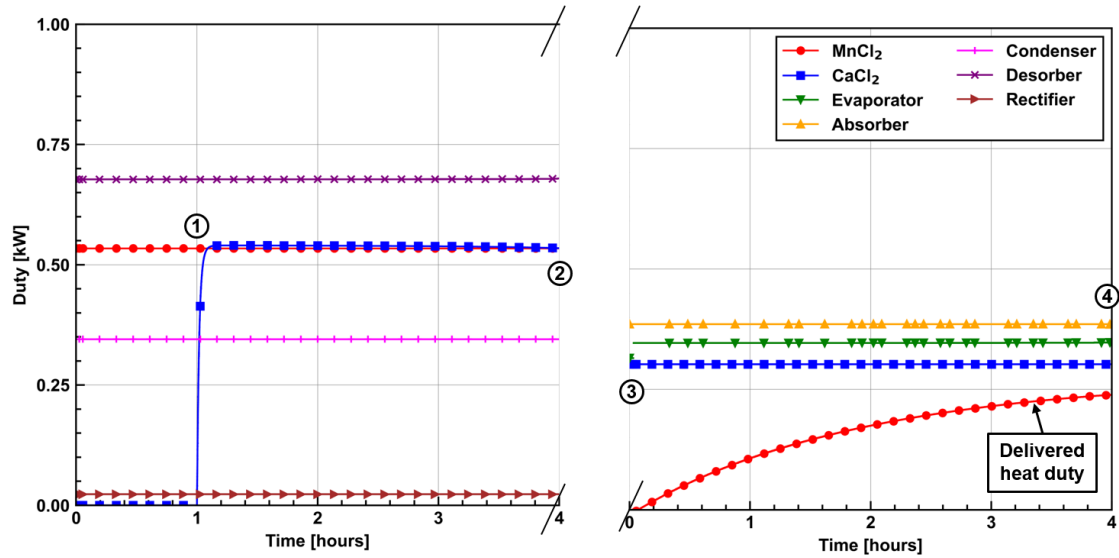 1.00
0.75
0.50
0.25
0.00
Duty [kW]
0
1
2
3
4
Time [hours]
①
②
MnCl₂
CaCl₂
Evaporator
Absorber
Condenser
Desorber
Rectifier
③
④
Delivered
heat duty
0
1
2
3
4
Time [hours]